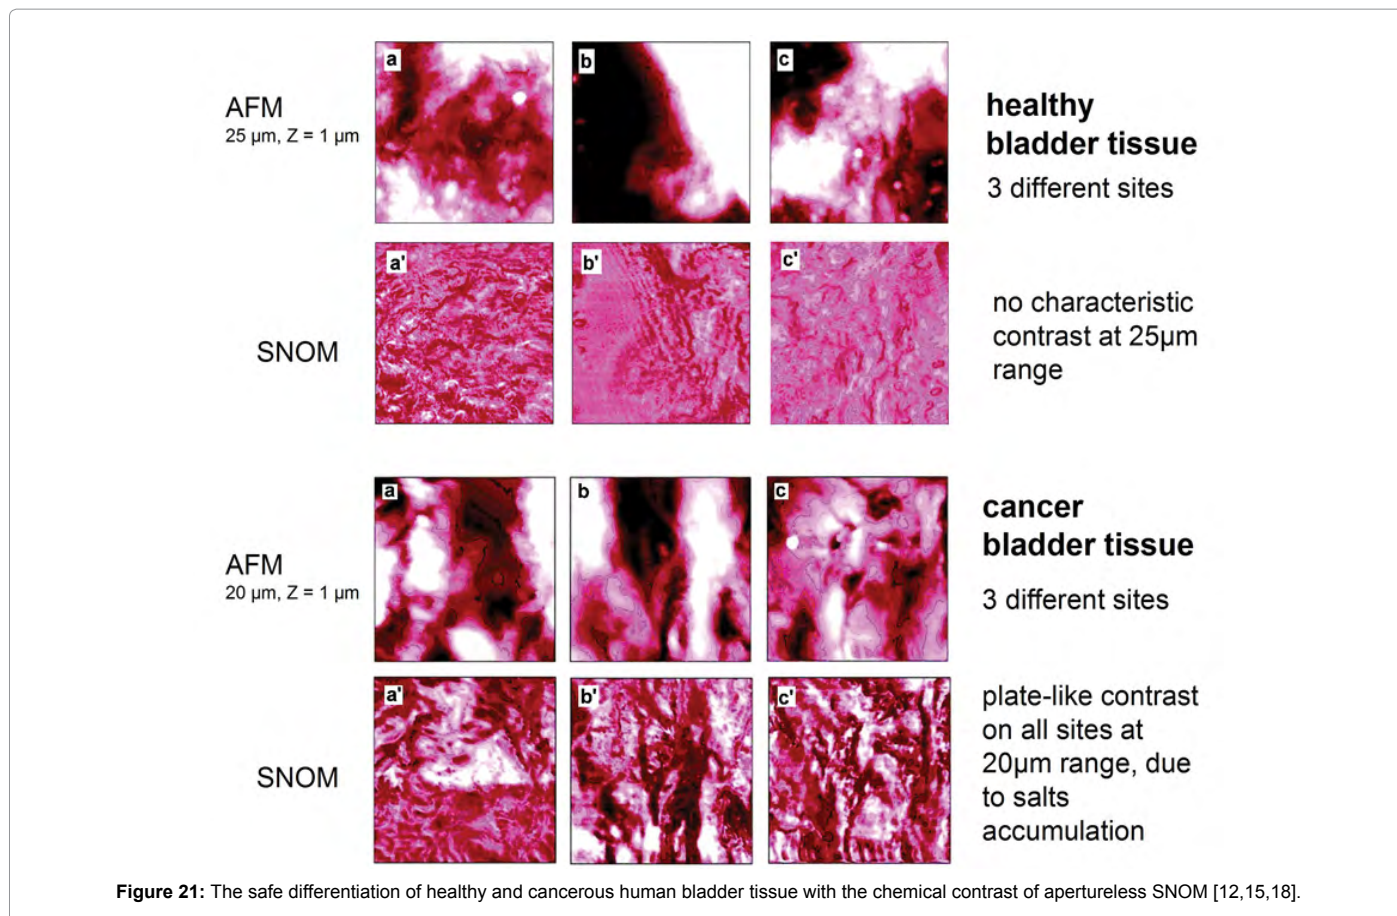 a
b
c
AFM
25 µm, Z = 1 µm
healthy
bladder tissue
3 different sites
a'
b'
c'
SNOM
no characteristic
contrast at 25µm
range
a
b
c
AFM
20 µm, Z = 1 µm
cancer
bladder tissue
3 different sites
a'
b'
c'
SNOM
plate-like contrast
on all sites at
20µm range, due
to salts
accumulation
Figure 21: The safe differentiation of healthy and cancerous human bladder tissue with the chemical contrast of apertureless SNOM [12,15,18].